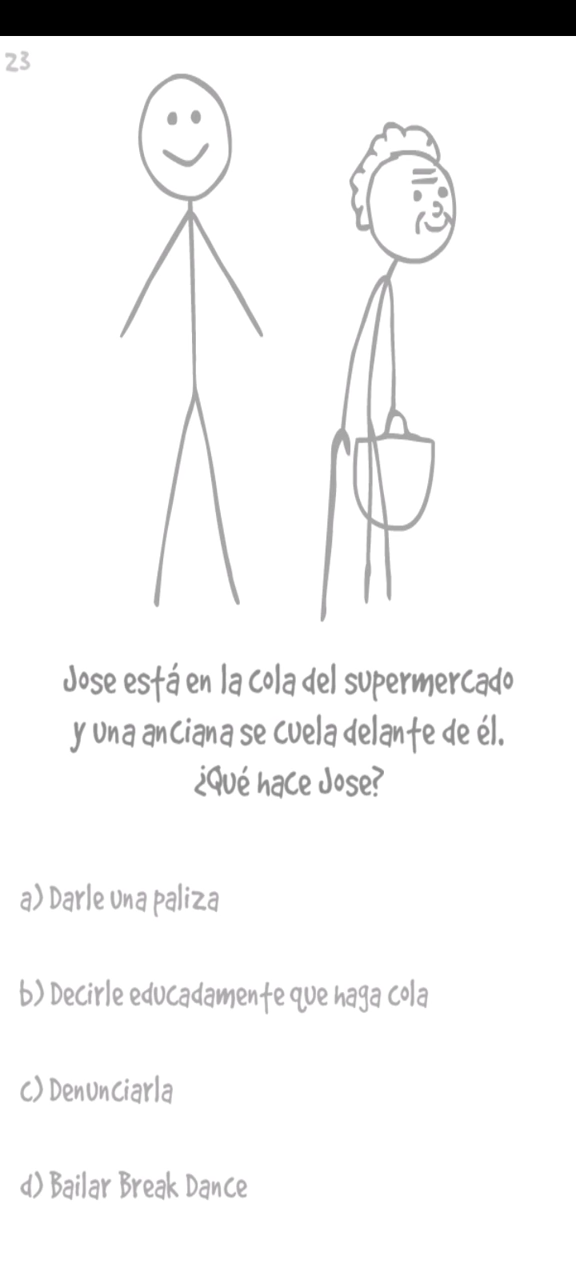 23
Jose está en la cola del supermercado
y una anciana se cuela delante de él.
¿Qué hace Jose?
a) Darle una paliza
b) Decirle educadamente que haga cola
c) Denunciarla
d) Bailar Break Dance